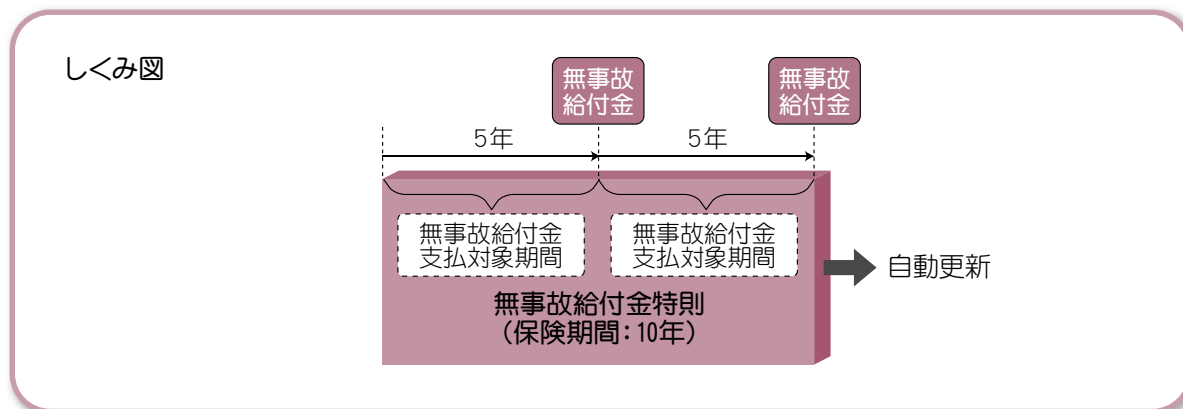 しくみ図
無事故
給付金
無事故
給付金
5年
5年
無事故給付金
支払対象期間
無事故給付金
支払対象期間
自動更新
無事故給付金特則
（保険期間：10年）